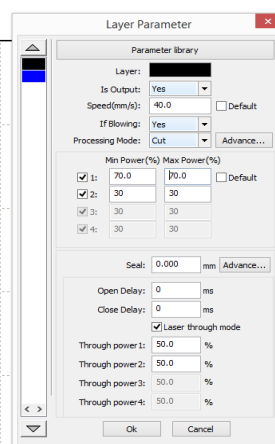 Layer Parameter
Parameter library
Layer:
Is Output: Yes
Speed(mm/s): 40.0 Default
If Blowing: Yes
Processing Mode: Cut Advance...
Min Power(%) Max Power(%)
1: 70.0 70.0 Default
2: 30 30
3: 30 30
4: 30 30
Seal: 0.000 mm Advance...
Open Delay: 0 ms
Close Delay: 0 ms
Laser through mode
Through power1: 50.0 %
Through power2: 50.0 %
Through power3: 50.0 %
Through power4: 50.0 %
Ok Cancel